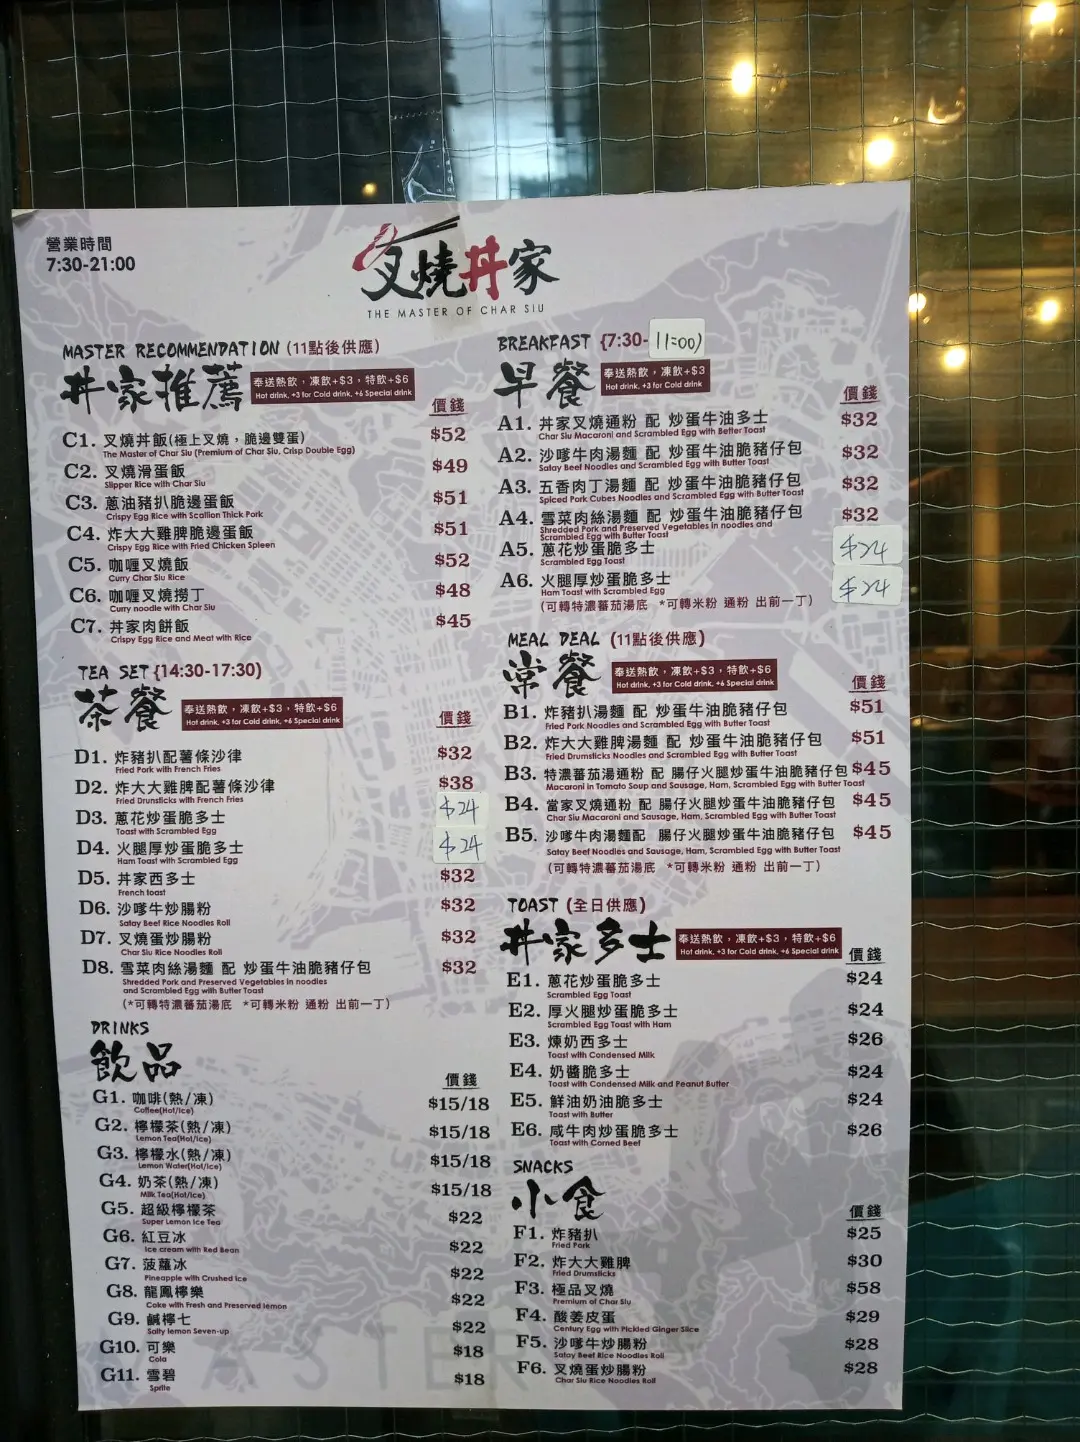 營業時間
7:30-21:00
叉燒丼家
THE MASTER OF CHAR SIU
MASTER RECOMMENDATION (11點後供應)
丼家推薦
奉送熱飲，凍飲+$3，特飲+$6
Hot drink, +3 for Cold drink, +6 Special drink
價錢
C1. 叉燒丼飯(極上叉燒，脆邊雙蛋) $52
The Master of Char Siu (Premium of Char Siu, Crisp Double Egg)
C2. 叉燒滑蛋飯 $49
Slipper Rice with Char Siu
C3. 蔥油豬扒脆邊蛋飯 $51
Crispy Egg Rice with Scallion Thick Pork
C4. 炸大大雞脾脆邊蛋飯 $51
Crispy Egg Rice with Fried Chicken Spleen
C5. 咖喱叉燒飯 $52
Curry Char Siu Rice
C6. 咖喱叉燒撈丁 $48
Curry noodle with Char Siu
C7. 丼家肉餅飯 $45
Crispy Egg Rice and Meat with Rice
TEA SET {14:30-17:30)
茶餐
奉送熱飲，凍飲+$3，特飲+$6
Hot drink, +3 for Cold drink, +6 Special drink
價錢
D1. 炸豬扒配薯條沙律 $32
Fried Pork with French Fries
D2. 炸大大雞脾配薯條沙律 $38
Fried Drunsticks with French Fries
D3. 蔥花炒蛋脆多士 $24
Toast with Scrambled Egg
D4. 火腿厚炒蛋脆多士 $24
Ham Toast with Scrambled Egg
D5. 丼家西多士 $32
French toast
D6. 沙嗲牛炒腸粉 $32
Satay Beef Rice Noodles Roll
D7. 叉燒蛋炒腸粉 $32
Char Siu Rice Noodles Roll
D8. 雪菜肉絲湯麵 配 炒蛋牛油脆豬仔包 $32
Shredded Pork and Preserved Vegetables in noodles
and Scrambled Egg with Butter Toast
(*可轉特濃蕃茄湯底 *可轉米粉 通粉 出前一丁)
DRINKS
飲品
價錢
G1. 咖啡(熱/凍) $15/18
Coffee(Hot/Ice)
G2. 檸檬茶(熱/凍) $15/18
Lemon Tea(Hot/Ice)
G3. 檸檬水(熱/凍) $15/18
Lemon Water(Hot/Ice)
G4. 奶茶(熱/凍) $15/18
Milk Tea(Hot/Ice)
G5. 超級檸檬茶 $22
Super Lemon Ice Tea
G6. 紅豆冰 $22
Ice cream with Red Bean
G7. 菠蘿冰 $22
Pineapple with Crushed Ice
G8. 龍鳳檸樂 $22
Coke with Fresh and Preserved lemon
G9. 鹹檸七 $22
Salty lemon Seven-up
G10. 可樂 $18
Cola
G11. 雪碧 $18
Sprite
BREAKFAST {7:30-11:00)
早餐
奉送熱飲，凍飲+$3
Hot drink, +3 for Cold drink
價錢
A1. 丼家叉燒通粉 配 炒蛋牛油多士 $32
Char Siu Macaroni and Scrambled Egg with Better Toast
A2. 沙嗲牛肉湯麵 配 炒蛋牛油脆豬仔包 $32
Satay Beef Noodles and Scrambled Egg with Butter Toast
A3. 五香肉丁湯麵 配 炒蛋牛油脆豬仔包 $32
Spiced Pork Cubes Noodles and Scrambled Egg with Butter Toast
A4. 雪菜肉絲湯麵 配 炒蛋牛油脆豬仔包 $32
Shredded Pork and Preserved Vegetables in noodles and
Scrambled Egg with Butter Toast
A5. 蔥花炒蛋脆多士 $24
Scrambled Egg Toast
A6. 火腿厚炒蛋脆多士 $24
Ham Toast with Scrambled Egg
(可轉特濃蕃茄湯底 *可轉米粉 通粉 出前一丁)
MEAL DEAL (11點後供應)
常餐
奉送熱飲，凍飲+$3，特飲+$6
Hot drink, +3 for Cold drink, +6 Special drink
價錢
B1. 炸豬扒湯麵 配 炒蛋牛油脆豬仔包 $51
Fried Pork Noodles and Scrambled Egg with Butter Toast
B2. 炸大大雞脾湯麵 配 炒蛋牛油脆豬仔包 $51
Fried Drumsticks Noodles and Scrambled Egg with Butter Toast
B3. 特濃蕃茄湯通粉 配 腸仔火腿炒蛋牛油脆豬仔包 $45
Macaroni in Tomato Soup and Sausage, Ham, Scrambled Egg with Butter Toast
B4. 當家叉燒通粉 配 腸仔火腿炒蛋牛油脆豬仔包 $45
Char Siu Macaroni and Sausage, Ham, Scrambled Egg with Butter Toast
B5. 沙嗲牛肉湯麵配 腸仔火腿炒蛋牛油脆豬仔包 $45
Satay Beef Noodles and Sausage, Ham, Scrambled Egg with Butter Toast
(可轉特濃蕃茄湯底 *可轉米粉 通粉 出前一丁)
TOAST (全日供應)
丼家多士
奉送熱飲，凍飲+$3，特飲+$6
Hot drink, +3 for Cold drink, +6 Special drink
價錢
E1. 蔥花炒蛋脆多士 $24
Scrambled Egg Toast
E2. 厚火腿炒蛋脆多士 $24
Scrambled Egg Toast with Ham
E3. 煉奶西多士 $26
Toast with Condensed Milk
E4. 奶醬脆多士 $24
Toast with Condensed Milk and Peanut Butter
E5. 鮮油奶油脆多士 $24
Toast with Butter
E6. 咸牛肉炒蛋脆多士 $26
Toast with Corned Beef
SNACKS
小食
價錢
F1. 炸豬扒 $25
Fried Pork
F2. 炸大大雞脾 $30
Fried Drumsticks
F3. 極品叉燒 $58
Premium of Char Siu
F4. 酸姜皮蛋 $29
Century Egg with Pickled Ginger Slice
F5. 沙嗲牛炒腸粉 $28
Satay Beef Rice Noodles Roll
F6. 叉燒蛋炒腸粉 $28
Char Siu Rice Noodles Roll